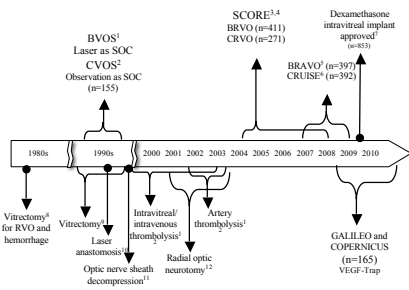 BVOS1
Laser as SOC
CVOS2
Observation as SOC
(n=155)
SCORE3,4
BRVO (n=411)
CRVO (n=271)
Dexamethasone
intravitreal implant
approved7
(n=853)
BRAVO5 (n=397)
CRUISE6 (n=392)
1980s
1990s
2000
2001
2002
2003
2004
2005
2006
2007
2008
2009
2010
Vitrectomy8
for RVO and
hemorrhage
Vitrectomy9
Laser
anastomosis10
Optic nerve sheath
decompression11
Intravitreal/
intravenous
thrombolysis1
2
Radial optic
neurotomy12
Artery
thrombolysis1
2
GALILEO and
COPERNICUS
(n=165)
VEGF-Trap